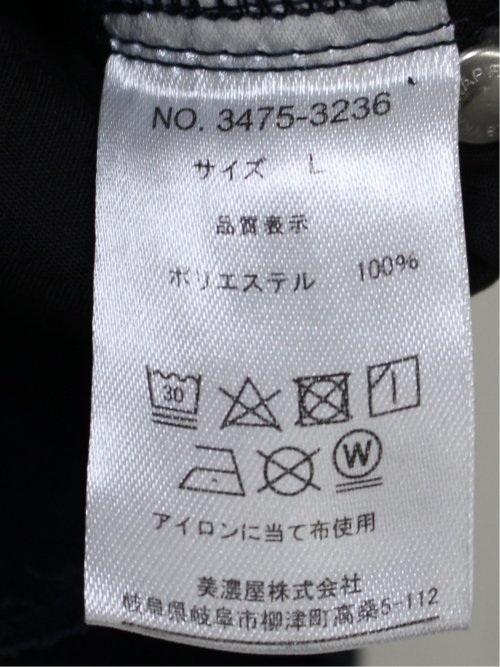 NO. 3475-3236
サイズ L
品質表示
ポリエステル 100%
30
W
アイロンに当て布使用
美濃屋株式会社
岐阜県岐阜市柳津町高桑5-112